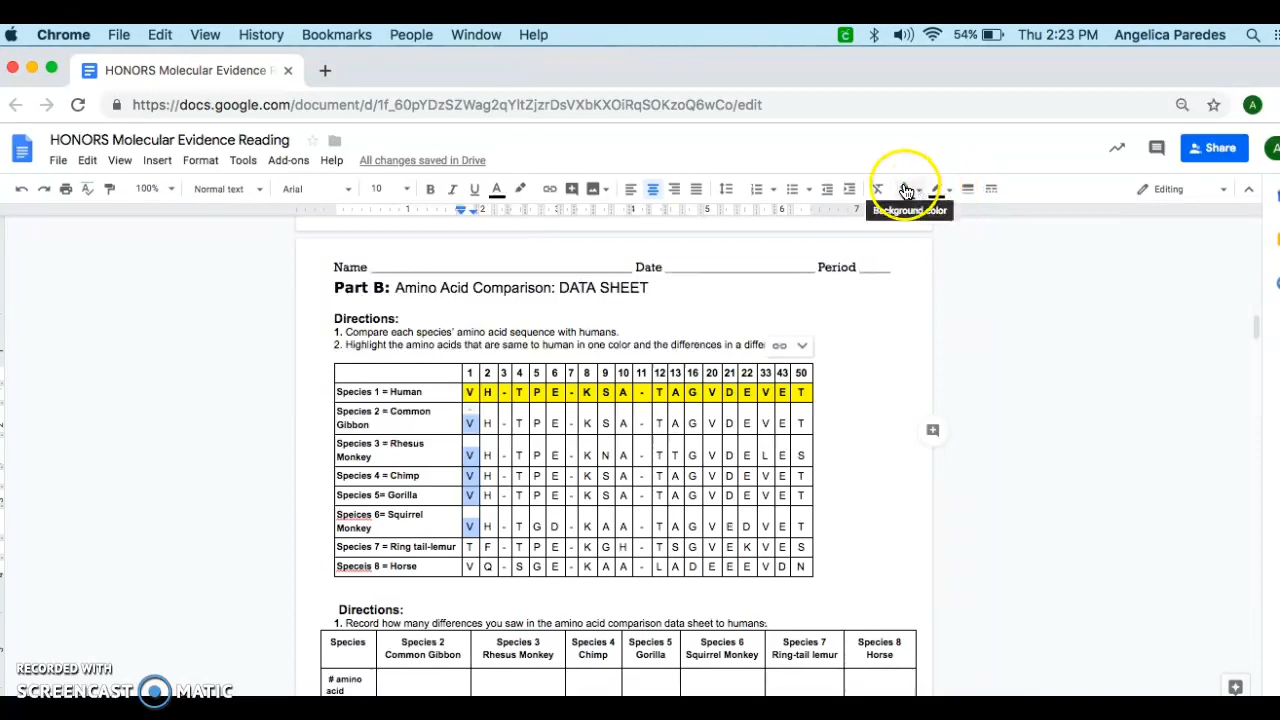 Chrome File Edit View History Bookmarks People Window Help 54% Thu 2:23 PM Angelica Paredes
HONORS Molecular Evidence R
https://docs.google.com/document/d/1f_60pYDzSZWag2qYltZjzrDsVXbKXOiRqSOKzoQ6wCo/edit A
HONORS Molecular Evidence Reading
File Edit View Insert Format Tools Add-ons Help All changes saved in Drive Share A
100% Normal text Arial 10 B I U A Editing
Background color
1 2 3 4 5 6 7
Name Date Period
Part B: Amino Acid Comparison: DATA SHEET
Directions:
1. Compare each species' amino acid sequence with humans.
2. Highlight the amino acids that are same to human in one color and the differences in a diffe
1 2 3 4 5 6 7 8 9 10 11 12 13 16 20 21 22 33 43 50
Species 1 = Human V H - T P E - K S A - T A G V D E V E T
Species 2 = Common
Gibbon V H - T P E - K S A - T A G V D E V E T
Species 3 = Rhesus
Monkey V H - T P E - K N A - T T G V D E L E S
Species 4 = Chimp V H - T P E - K S A - T A G V D E V E T
Species 5= Gorilla V H - T P E - K S A - T A G V D E V E T
Speices 6= Squirrel
Monkey V H - T G D - K A A - T A G V E D V E T
Species 7 = Ring tail-lemur T F - T P E - K G H - T S G V E K V E S
Speceis 8 = Horse V Q - S G E - K A A - L A D E E E V D N
Directions:
1. Record how many differences you saw in the amino acid comparison data sheet to humans:
Species Species 2 Species 3 Species 4 Species 5 Species 6 Species 7 Species 8
Common Gibbon Rhesus Monkey Chimp Gorilla Squirrel Monkey Ring-tail lemur Horse
# amino
acid
RECORDED WITH
SCREENCAST MATIC